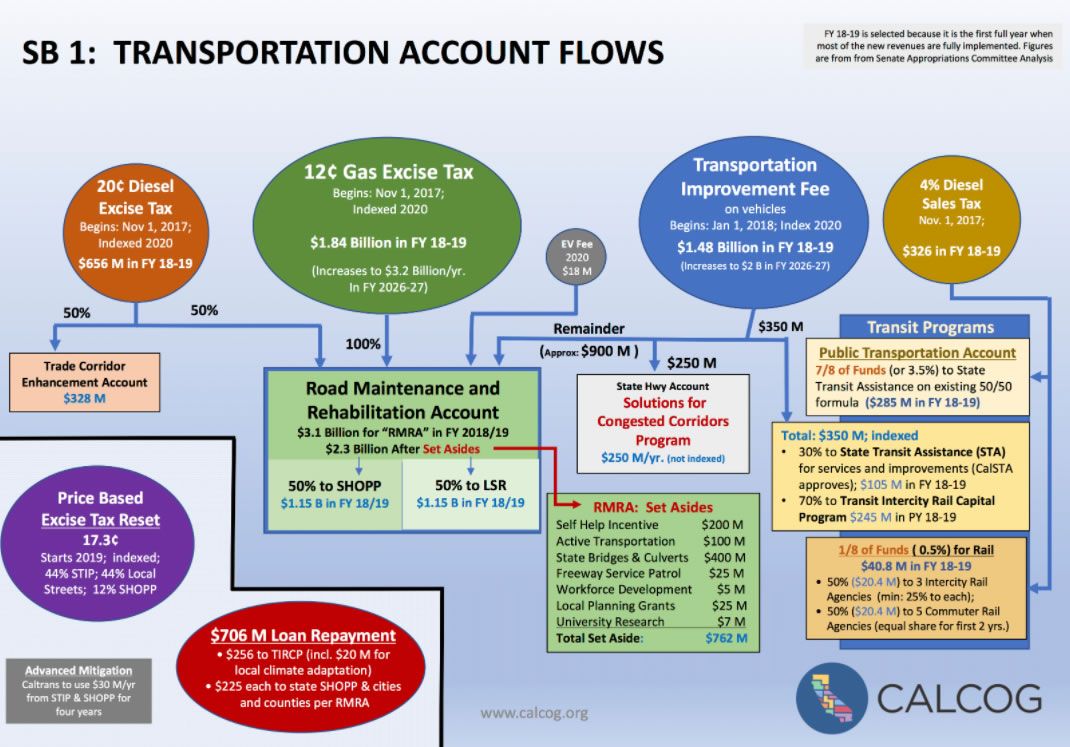 SB 1: TRANSPORTATION ACCOUNT FLOWS
FY 18-19 is selected because it is the first full year when
most of the new revenues are fully implemented. Figures
are from from Senate Appropriations Committee Analysis
20¢ Diesel
Excise Tax
Begins: Nov 1, 2017;
Indexed 2020
$656 M in FY 18-19
12¢ Gas Excise Tax
Begins: Nov 1, 2017;
Indexed 2020
$1.84 Billion in FY 18-19
(Increases to $3.2 Billion/yr.
In FY 2026-27)
EV Fee
2020
$18 M
Transportation
Improvement Fee
on vehicles
Begins: Jan 1, 2018; Index 2020
$1.48 Billion in FY 18-19
(Increases to $2 B in FY 2026-27)
4% Diesel
Sales Tax
Nov. 1, 2017;
$326 in FY 18-19
50%
50%
100%
Remainder
(Approx: $900 M )
$250 M
$350 M
Trade Corridor
Enhancement Account
$328 M
Road Maintenance and
Rehabilitation Account
$3.1 Billion for “RMRA” in FY 2018/19
$2.3 Billion After Set Asides
50% to SHOPP
$1.15 B in FY 18/19
50% to LSR
$1.15 B in FY 18/19
State Hwy Account
Solutions for
Congested Corridors
Program
$250 M/yr. (not indexed)
RMRA: Set Asides
Self Help Incentive $200 M
Active Transportation $100 M
State Bridges & Culverts $400 M
Freeway Service Patrol $25 M
Workforce Development $5 M
Local Planning Grants $25 M
University Research $7 M
Total Set Aside: $762 M
Transit Programs
Public Transportation Account
7/8 of Funds (or 3.5%) to State
Transit Assistance on existing 50/50
formula ($285 M in FY 18-19)
Total: $350 M; indexed
• 30% to State Transit Assistance (STA)
for services and improvements (CalSTA
approves); $105 M in FY 18-19
• 70% to Transit Intercity Rail Capital
Program $245 M in PY 18-19
1/8 of Funds ( 0.5%) for Rail
$40.8 M in FY 18-19
• 50% ($20.4 M) to 3 Intercity Rail
Agencies (min: 25% to each);
• 50% ($20.4 M) to 5 Commuter Rail
Agencies (equal share for first 2 yrs.)
Price Based
Excise Tax Reset
17.3¢
Starts 2019; indexed;
44% STIP; 44% Local
Streets; 12% SHOPP
$706 M Loan Repayment
• $256 to TIRCP (incl. $20 M for
local climate adaptation)
• $225 each to state SHOPP & cities
and counties per RMRA
Advanced Mitigation
Caltrans to use $30 M/yr
from STIP & SHOPP for
four years
www.calcog.org
CALCOG